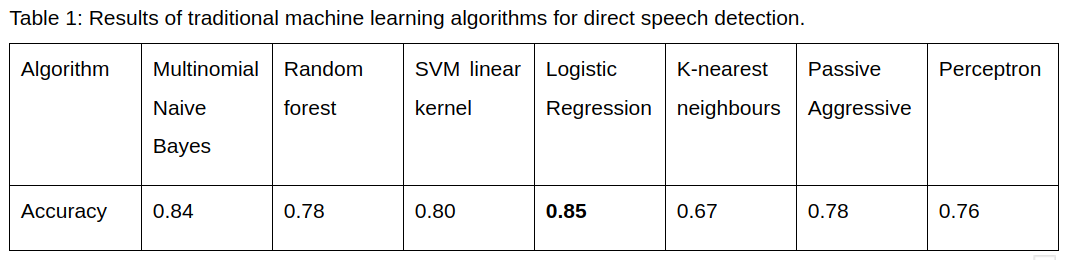 Table 1: Results of traditional machine learning algorithms for direct speech detection.
Algorithm Multinomial Random SVM linear Logistic K-nearest Passive Perceptron
Naive forest kernel Regression neighbours Aggressive
Bayes
Accuracy 0.84 0.78 0.80 0.85 0.67 0.78 0.76